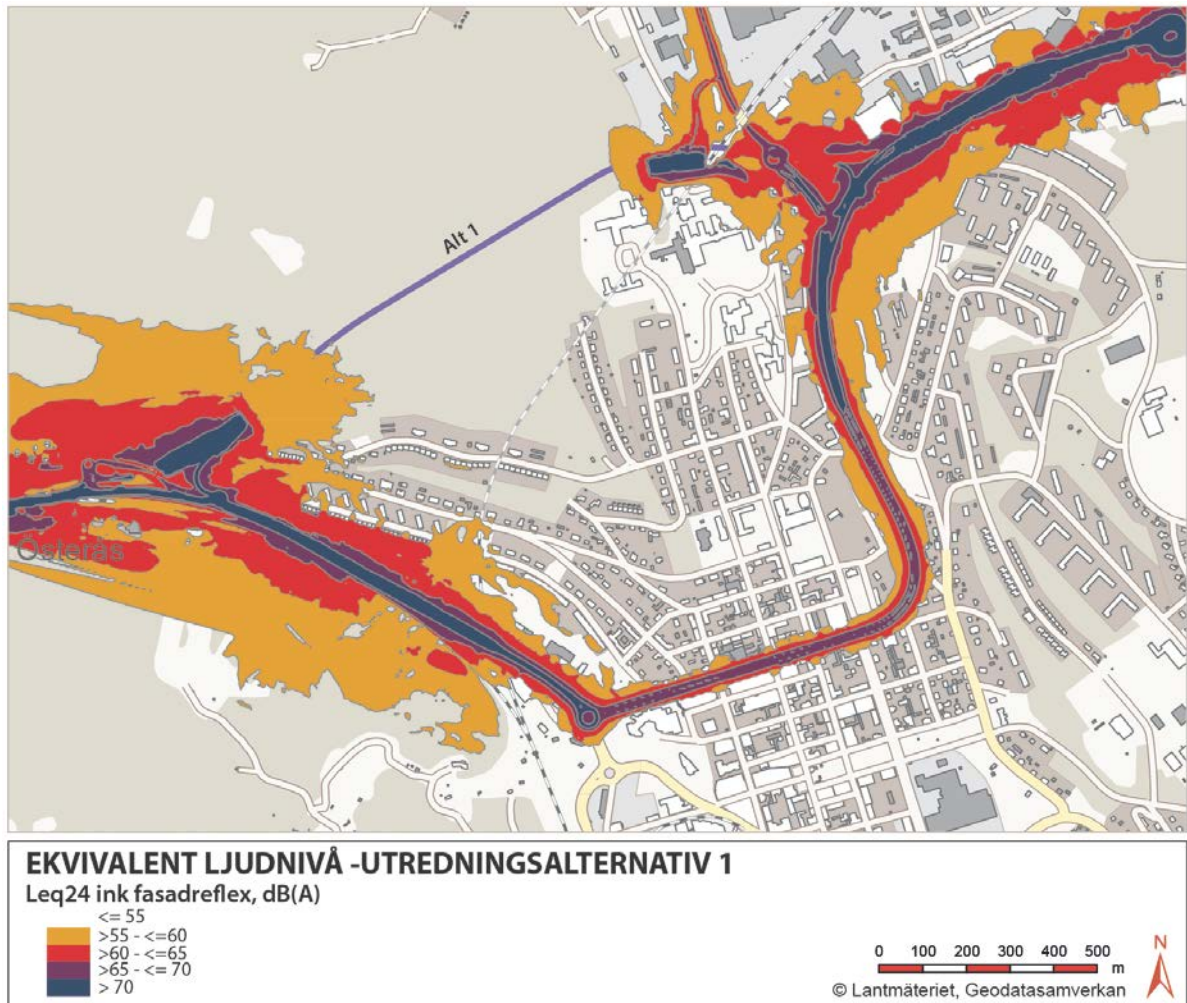 Alt 1
Österås
EKVIVALENT LJUDNIVÅ -UTREDNINGSALTERNATIV 1
Leq24 ink fasadreflex, dB(A)
<= 55
>55 - <=60
>60 - <=65
>65 - <= 70
> 70
0 100 200 300 400 500
m
© Lantmäteriet, Geodatasamverkan
N